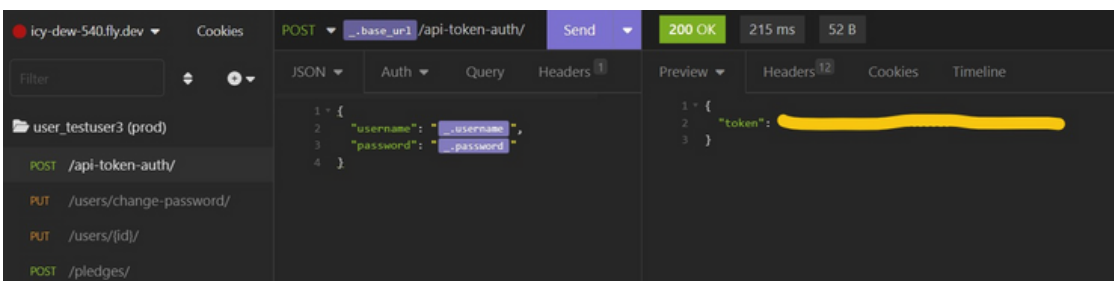 icy-dew-540.fly.dev Cookies
Filter
user_testuser3 (prod)
POST /api-token-auth/
PUT /users/change-password/
PUT /users/{id}/
POST /pledges/
POST _.base_url /api-token-auth/ Send
JSON Auth Query Headers 1
1 {
2 "username": "_.username",
3 "password": "_.password"
4 }
200 OK 215 ms 52 B
Preview Headers 12 Cookies Timeline
1 {
2 "token":
3 }